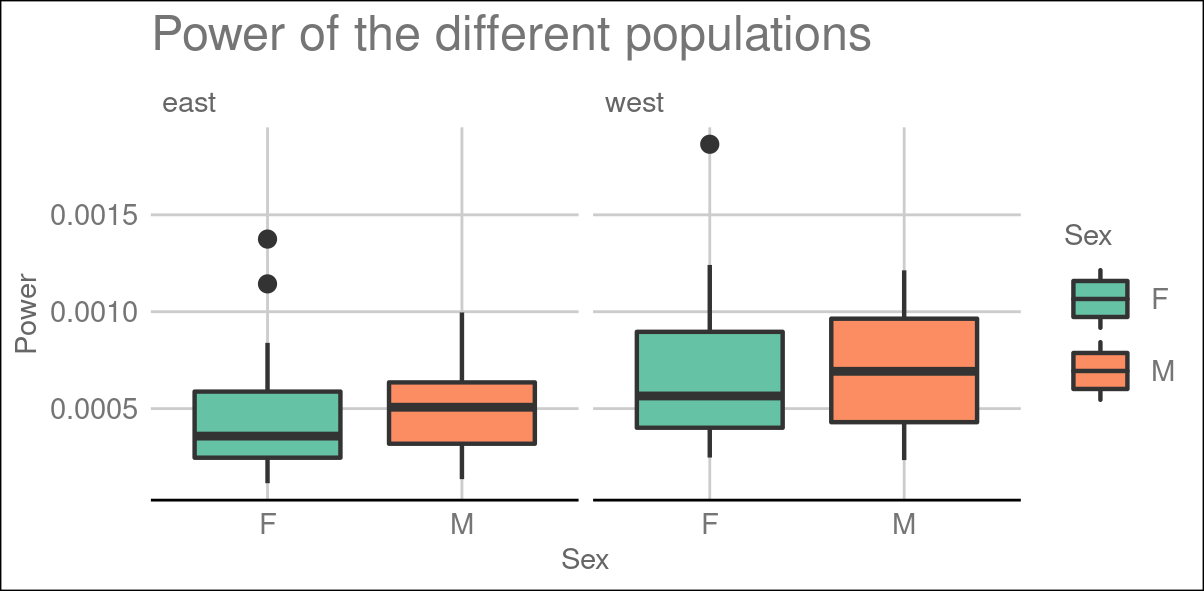 Power of the different populations
east
west
0.0015
0.0010
0.0005
Power
F
M
F
M
Sex
Sex
F
M